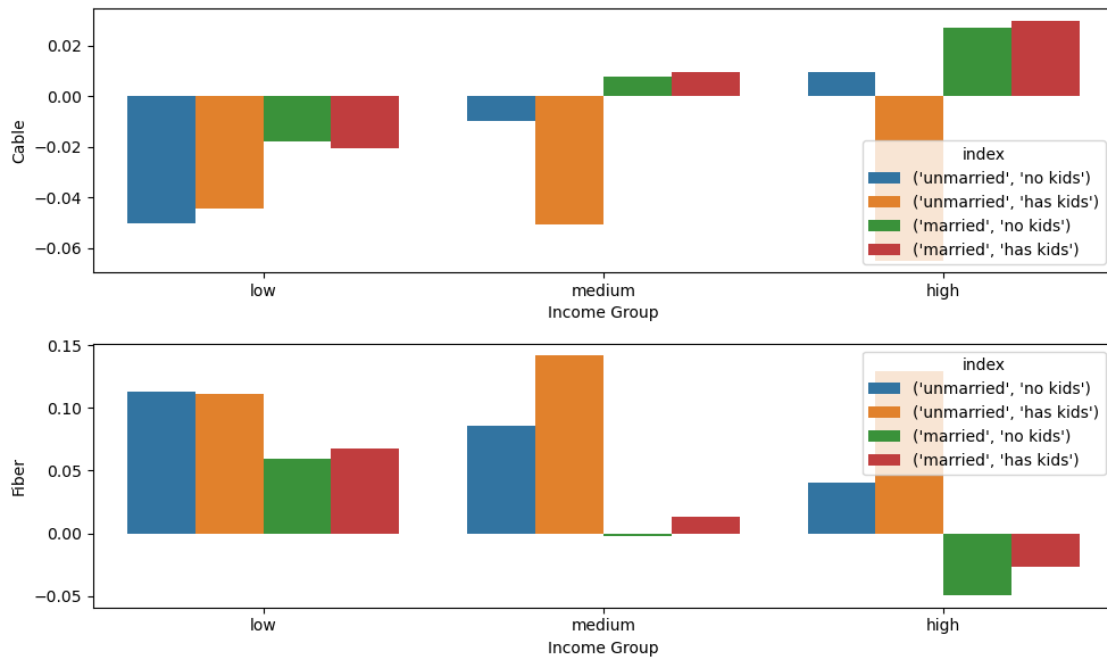 0.02
0.00
−0.02
−0.04
−0.06
Cable
index
('unmarried', 'no kids')
('unmarried', 'has kids')
('married', 'no kids')
('married', 'has kids')
low medium high
Income Group
0.15
0.10
0.05
0.00
−0.05
Fiber
index
('unmarried', 'no kids')
('unmarried', 'has kids')
('married', 'no kids')
('married', 'has kids')
low medium high
Income Group